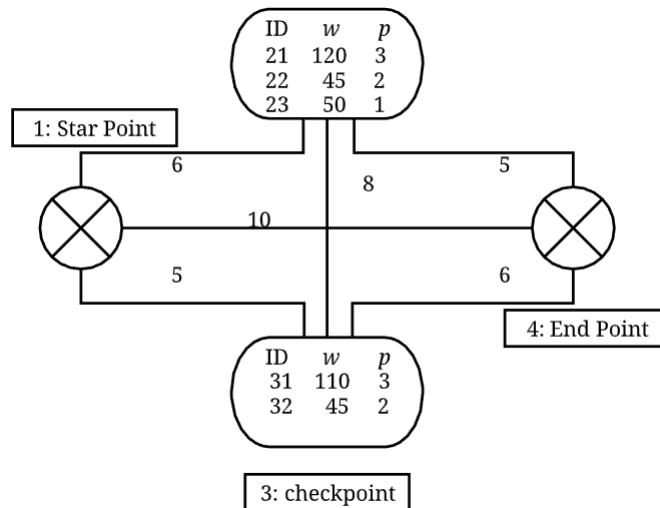 ID w p
21 120 3
22 45 2
23 50 1
1: Star Point
6
5
8
10
5
6
4: End Point
ID w p
31 110 3
32 45 2
3: checkpoint